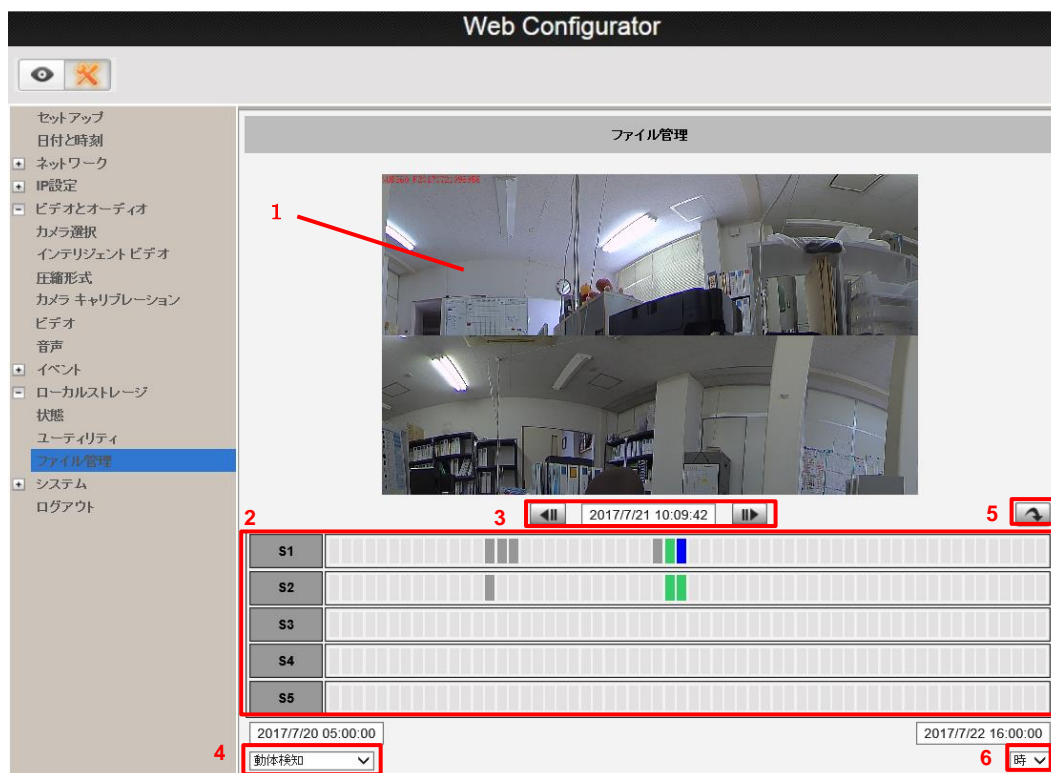 Web Configurator
セットアップ
日付と時刻
ネットワーク
IP設定
ビデオとオーディオ
カメラ選択
インテリジェント ビデオ
圧縮形式
カメラ キャリブレーション
ビデオ
音声
イベント
ローカルストレージ
状態
ユーティリティ
ファイル管理
システム
ログアウト
ファイル管理
1
3
2017/7/21 10:09:42
5
2
S1
S2
S3
S4
S5
2017/7/20 05:00:00
2017/7/22 16:00:00
4
動体検知
6
時